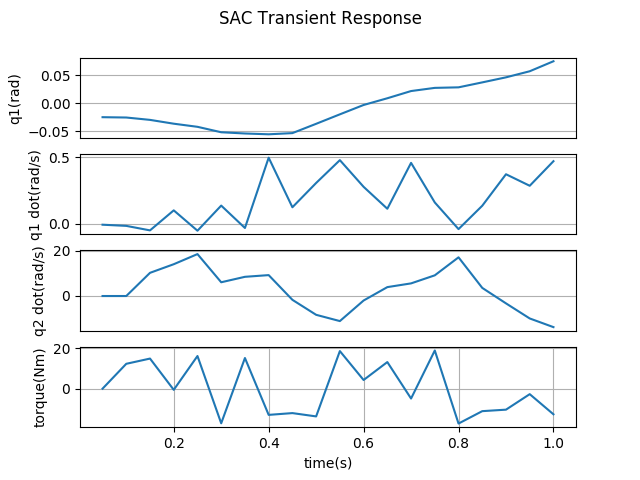 SAC Transient Response
q1(rad)
0.05
0.00
−0.05
q1 dot(rad/s)
0.5
0.0
q2 dot(rad/s)
20
0
torque(Nm)
20
0
0.2 0.4 0.6 0.8 1.0
time(s)